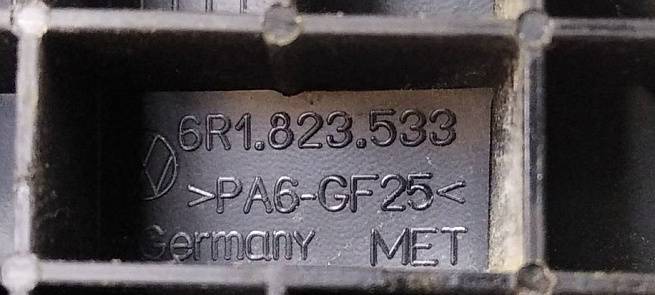 6R1.823.533
>PA6-GF25<
Germany MET